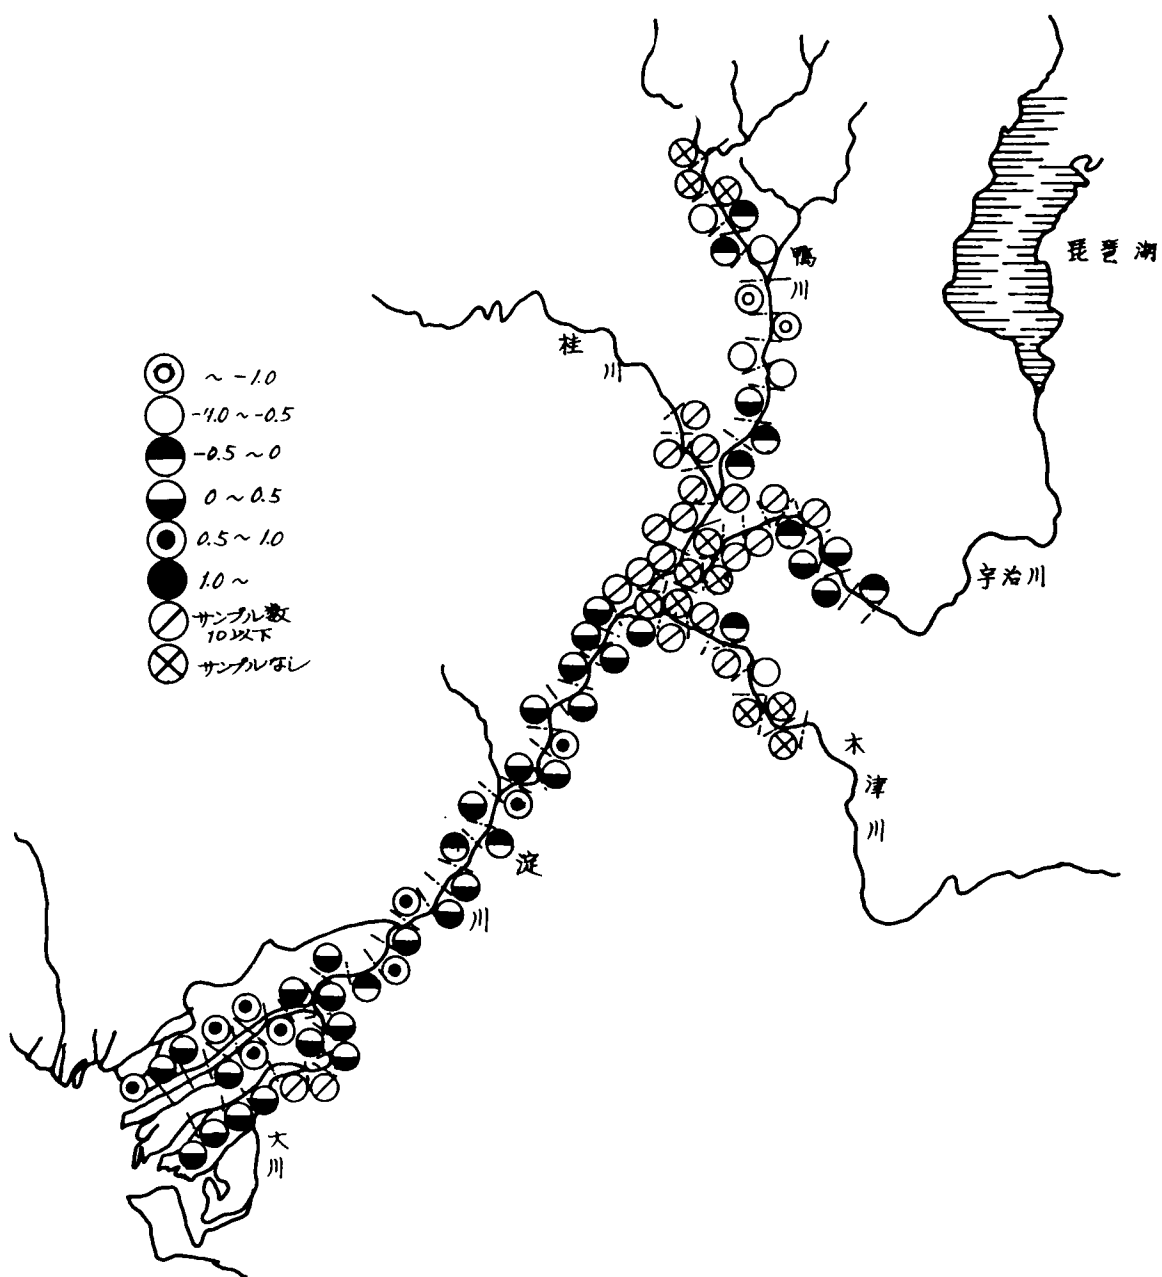 琵琶湖
鴨川
桂川
～ -1.0
-1.0 ～ -0.5
-0.5 ～ 0
0 ～ 0.5
0.5 ～ 1.0
1.0 ～
サンプル数
10以下
サンプルなし
宇治川
木津川
淀川
大川